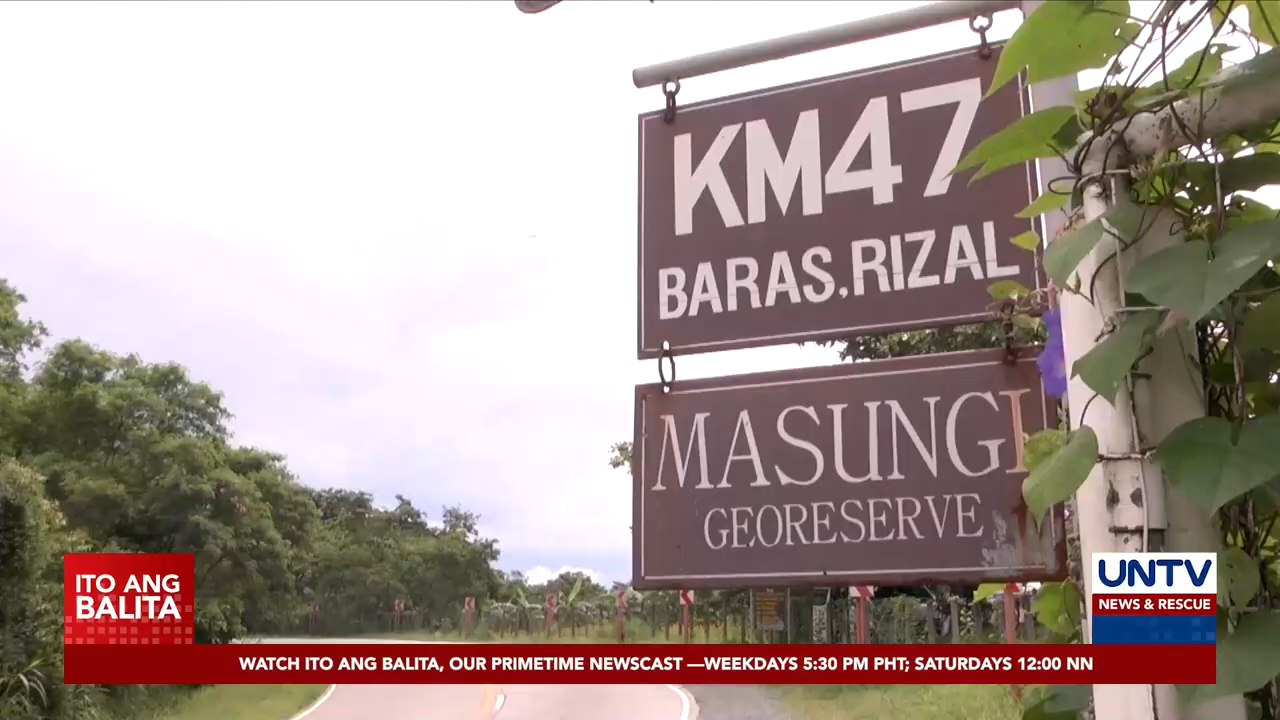 KM47
BARAS,RIZAL
MASUNGI
GEORESERVE
ITO ANG
BALITA
UNTV
NEWS & RESCUE
WATCH ITO ANG BALITA, OUR PRIMETIME NEWSCAST —WEEKDAYS 5:30 PM PHT; SATURDAYS 12:00 NN